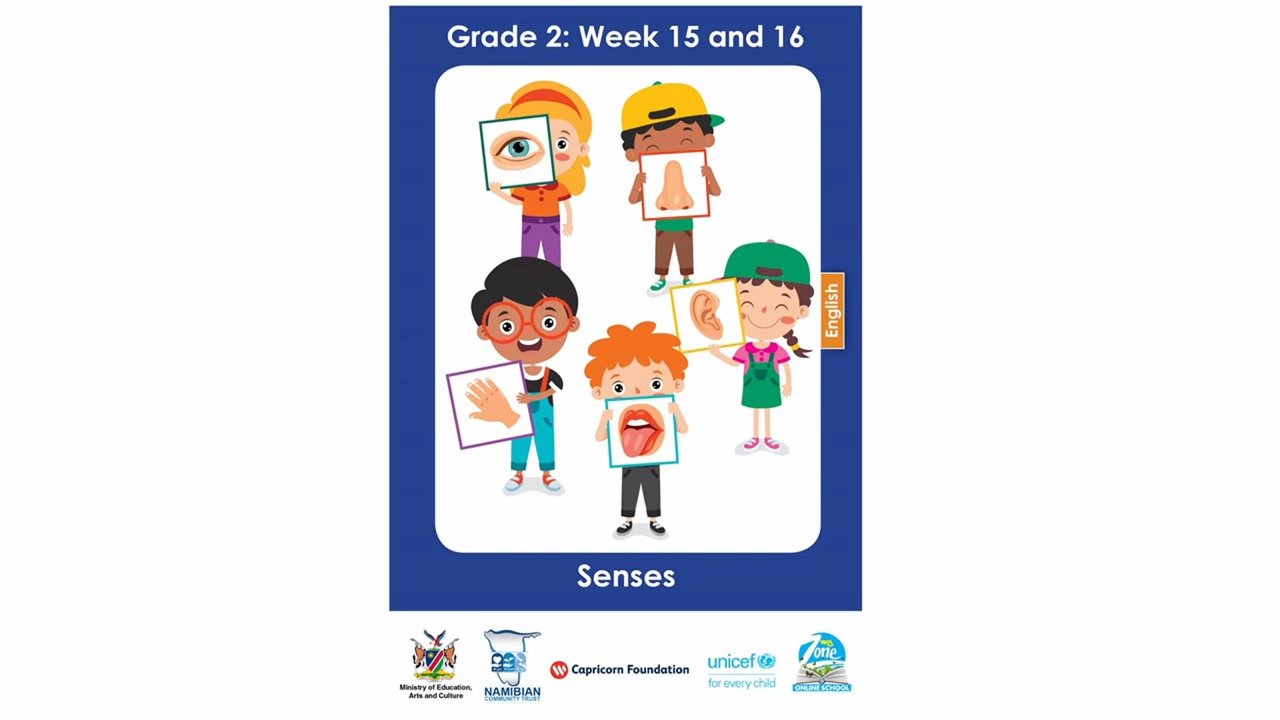 Grade 2: Week 15 and 16
English
Senses
Ministry of Education,
Arts and Culture
NAMIBIAN
COMMUNITY TRUST
Capricorn Foundation
unicef
for every child
my
Zone
ONLINE SCHOOL